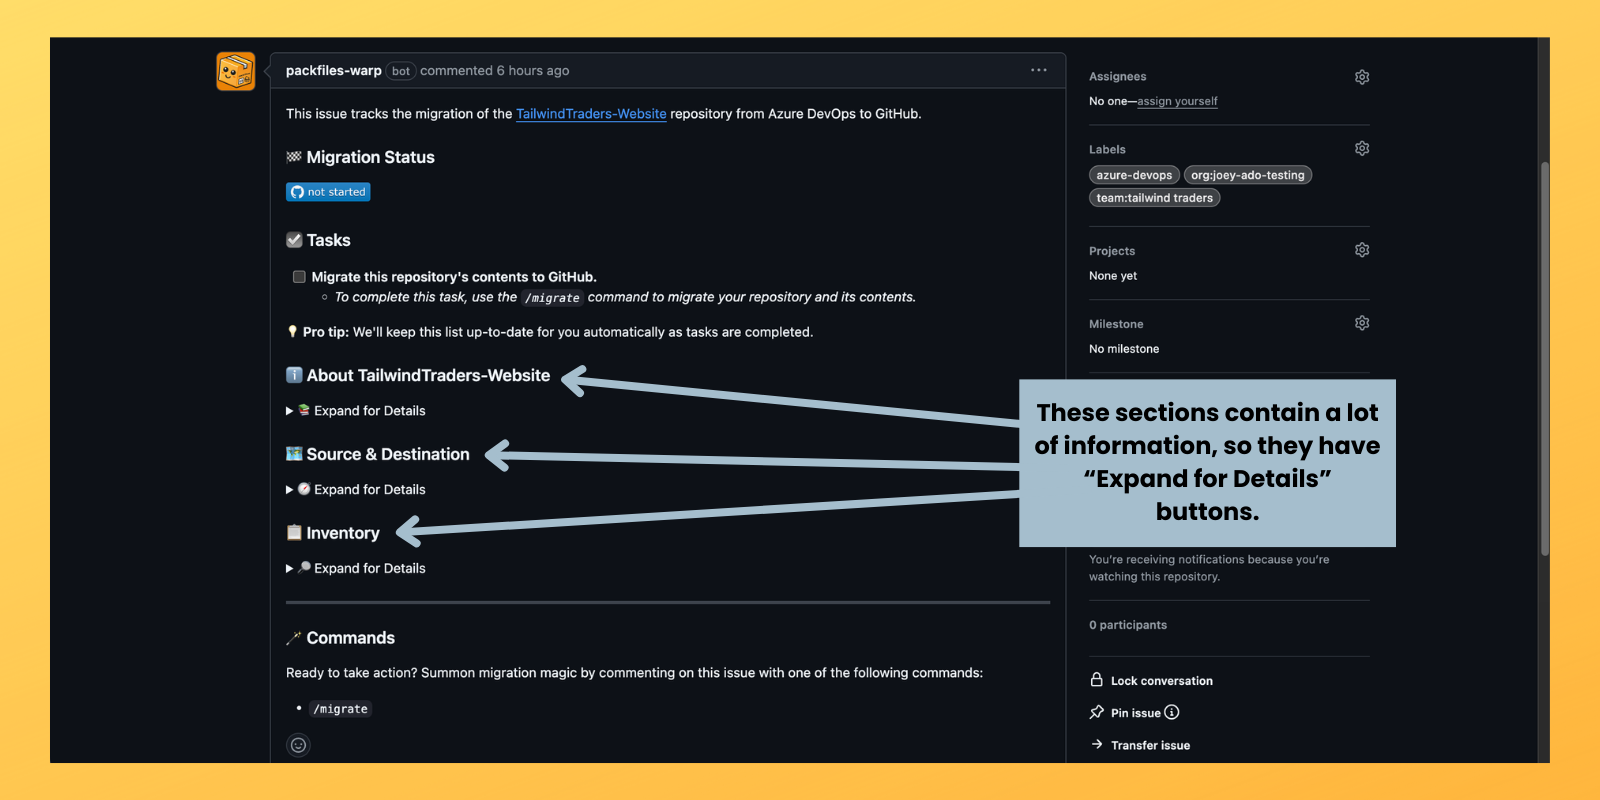 packfiles-warp bot commented 6 hours ago
This issue tracks the migration of the TailwindTraders-Website repository from Azure DevOps to GitHub.
Migration Status
not started
Tasks
Migrate this repository's contents to GitHub.
To complete this task, use the /migrate command to migrate your repository and its contents.
Pro tip: We'll keep this list up-to-date for you automatically as tasks are completed.
About TailwindTraders-Website
Expand for Details
Source & Destination
Expand for Details
Inventory
Expand for Details
Commands
Ready to take action? Summon migration magic by commenting on this issue with one of the following commands:
/migrate
Assignees
No one—assign yourself
Labels
azure-devops org:joey-ado-testing
team:tailwind traders
Projects
None yet
Milestone
No milestone
These sections contain a lot
of information, so they have
“Expand for Details”
buttons.
You're receiving notifications because you're
watching this repository.
0 participants
Lock conversation
Pin issue
Transfer issue